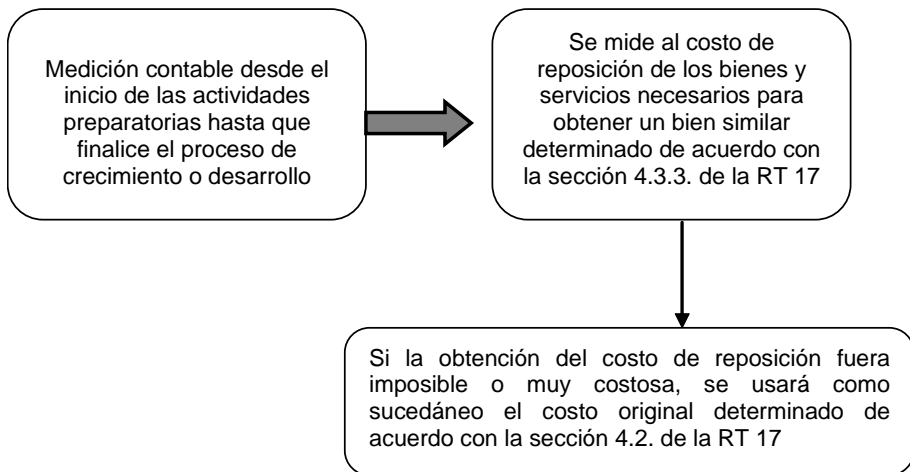 Medición contable desde el
inicio de las actividades
preparatorias hasta que
finalice el proceso de
crecimiento o desarrollo
Se mide al costo de
reposición de los bienes y
servicios necesarios para
obtener un bien similar
determinado de acuerdo con
la sección 4.3.3. de la RT 17
Si la obtención del costo de reposición fuera
imposible o muy costosa, se usará como
sucedáneo el costo original determinado de
acuerdo con la sección 4.2. de la RT 17